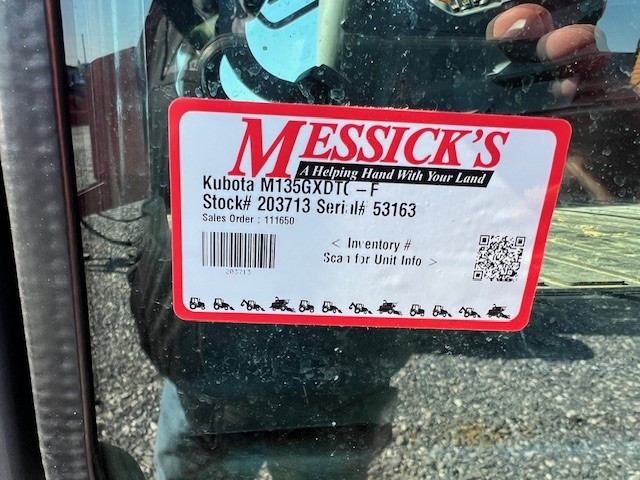 MESSICK'S
A Helping Hand With Your Land
Kubota M135GXDTC-F
Stock# 203713 Serial# 53163
Sales Order : 111650
< Inventory #
Scan for Unit Info >
203713